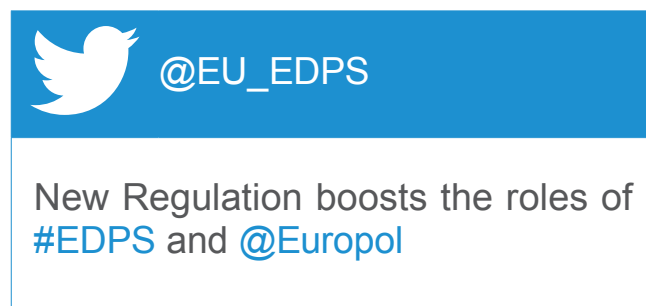 @EU_EDPS
New Regulation boosts the roles of
#EDPS and @Europol